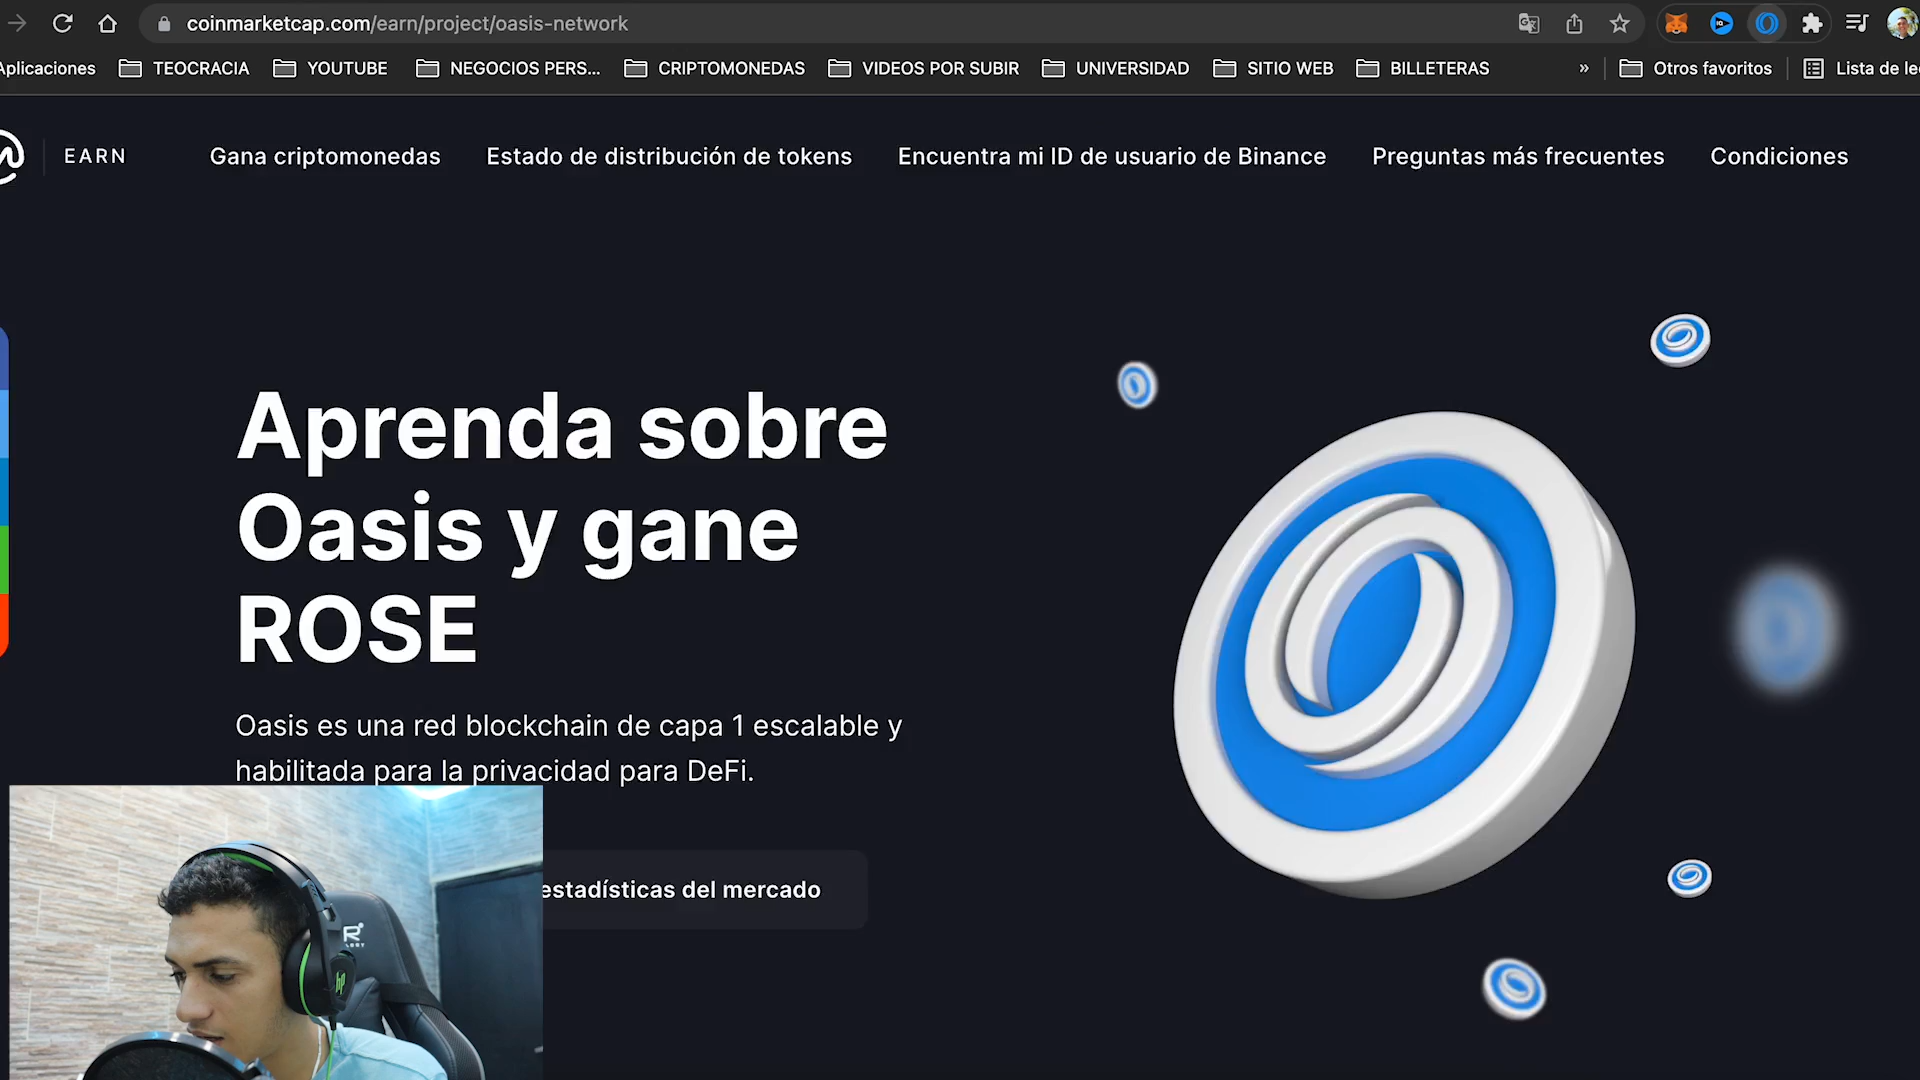 coinmarketcap.com/earn/project/oasis-network
Aplicaciones TEOCRACIA YOUTUBE NEGOCIOS PERS... CRIPTOMONEDAS VIDEOS POR SUBIR UNIVERSIDAD SITIO WEB BILLETERAS » Otros favoritos Lista de le
EARN Gana criptomonedas Estado de distribución de tokens Encuentra mi ID de usuario de Binance Preguntas más frecuentes Condiciones
Aprenda sobre
Oasis y gane
ROSE
Oasis es una red blockchain de capa 1 escalable y
habilitada para la privacidad para DeFi.
estadísticas del mercado
hp